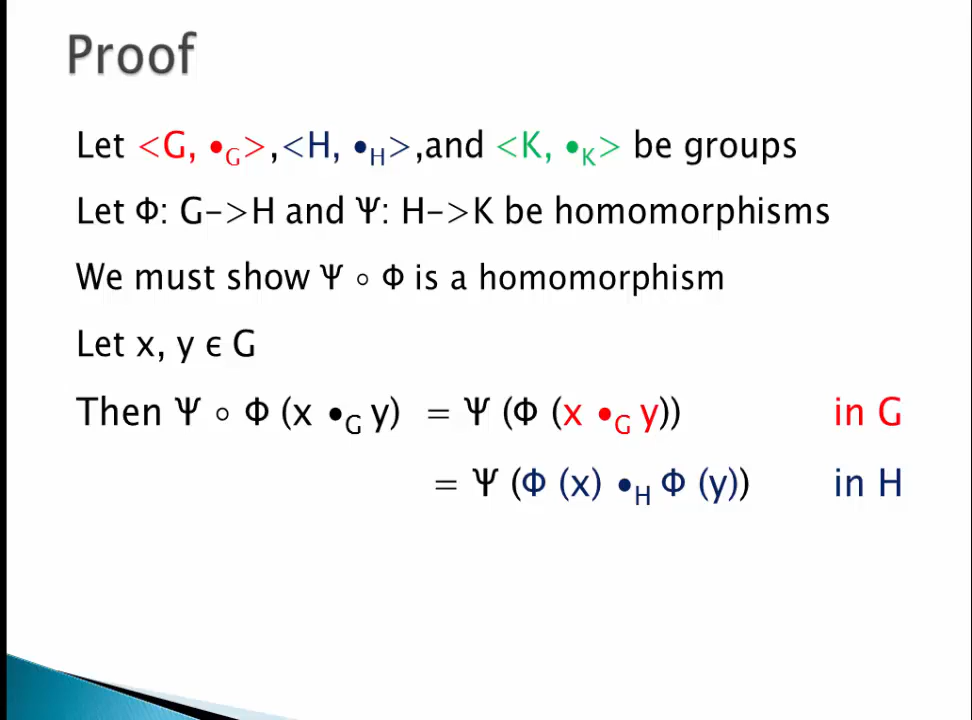 Proof
Let <G, •G>,<H, •H>,and <K, •K> be groups
Let Φ: G->H and Ψ: H->K be homomorphisms
We must show Ψ ∘ Φ is a homomorphism
Let x, y ϵ G
Then Ψ ∘ Φ (x •G y) = Ψ (Φ (x •G y)) in G
= Ψ (Φ (x) •H Φ (y)) in H